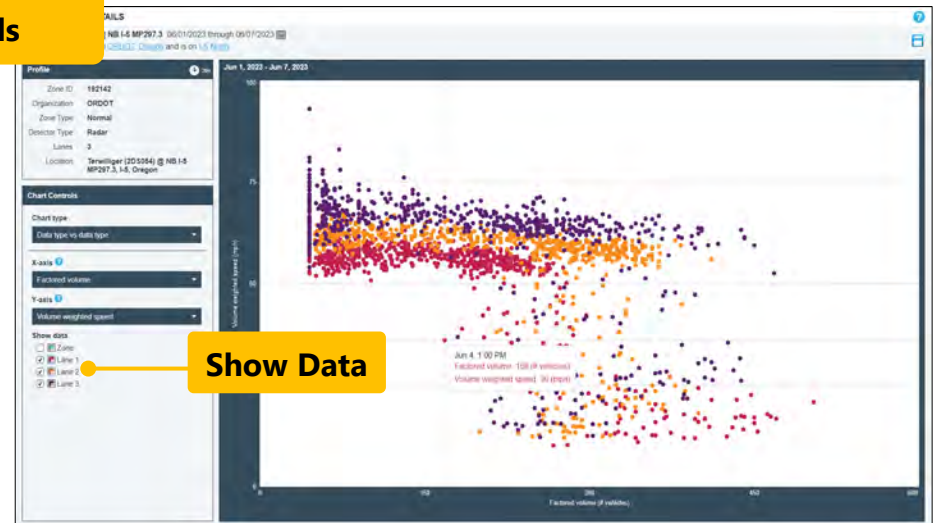 ls
TAILS
NB I-5 MP297.3 06/01/2023 through 06/07/2023
ORDOT, Oregon and is on I-5 North
Profile
Zone ID 192142
Organization ORDOT
Zone Type Normal
Detector Type Radar
Lanes 3
Location Terwilliger (2DS064) @ NB I-5
MP297.3, I-5, Oregon
Chart Controls
Chart type
Data type vs data type
X-axis
Factored volume
Y-axis
Volume weighted speed
Show data
Zone
Lane 1
Lane 2
Lane 3
Show Data
Jun 1, 2023 - Jun 7, 2023
100
75
50
0
Volume weighted speed (mph)
Jun 4, 1:00 PM
Factored volume: 158 (# vehicles)
Volume weighted speed: (mph)
0
150
300
450
600
Factored volume (# vehicles)